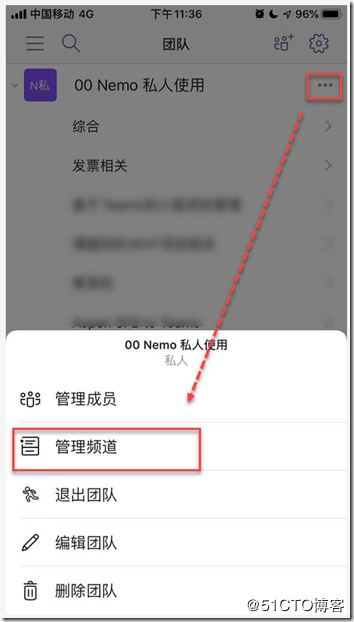 中国移动 4G 下午11:36 96%
团队
N私 00 Nemo 私人使用
综合
发票相关
00 Nemo 私人使用
私人
管理成员
管理频道
退出团队
编辑团队
删除团队
@51CTO博客